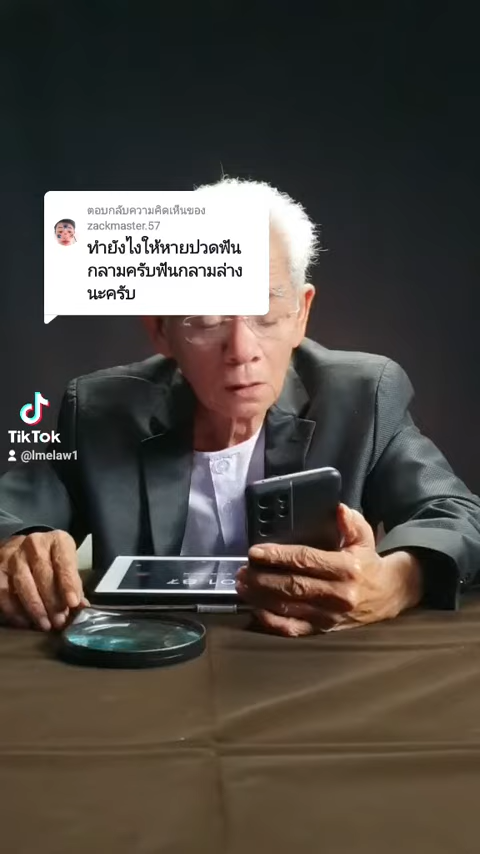 ตอบกลับความคิดเห็นของ
zackmaster.57
ทำยังไงให้หายปวดฟัน
กลามครับฟันกลามล่าง
นะครับ
TikTok
@lmelaw1